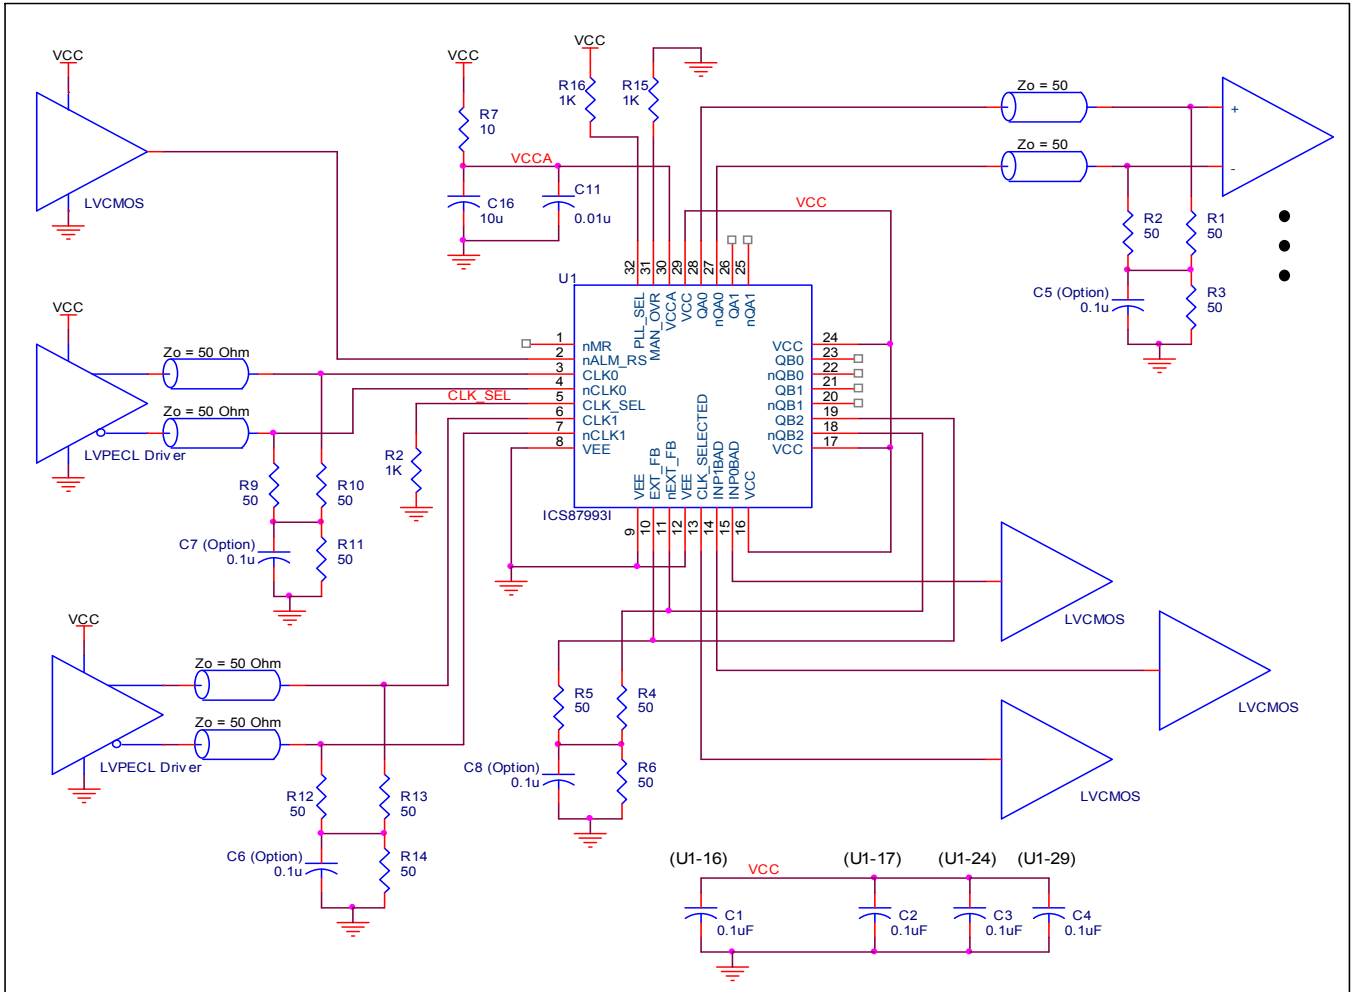 VCC
LVCMOS
VCC
R7
10
VCCA
C16
10u
C11
0.01u
VCC
R16
1K
R15
1K
Zo = 50
Zo = 50
+
-
R2
50
R1
50
C5 (Option)
0.1u
R3
50
VCC
U1
32
31
30
29
28
27
26
25
PLL_SEL
MAN_OVR
VCCA
VCC
QA0
nQA0
QA1
nQA1
1
nMR
2
nALM_RS
3
CLK0
4
nCLK0
5
CLK_SEL
6
CLK1
7
nCLK1
8
VEE
24
VCC
23
QB0
22
nQB0
21
QB1
20
nQB1
19
QB2
18
nQB2
17
VCC
VEE
EXT_FB
nEXT_FB
VEE
CLK_SELECTED
INP1BAD
INP0BAD
VCC
9
10
11
12
13
14
15
16
ICS87993I
VCC
Zo = 50 Ohm
Zo = 50 Ohm
LVPECL Driver
CLK_SEL
R2
1K
R9
50
R10
50
C7 (Option)
0.1u
R11
50
VCC
Zo = 50 Ohm
Zo = 50 Ohm
LVPECL Driver
R12
50
R13
50
C6 (Option)
0.1u
R14
50
R5
50
R4
50
C8 (Option)
0.1u
R6
50
LVCMOS
LVCMOS
LVCMOS
(U1-16)
(U1-17)
(U1-24)
(U1-29)
VCC
C1
0.1uF
C2
0.1uF
C3
0.1uF
C4
0.1uF